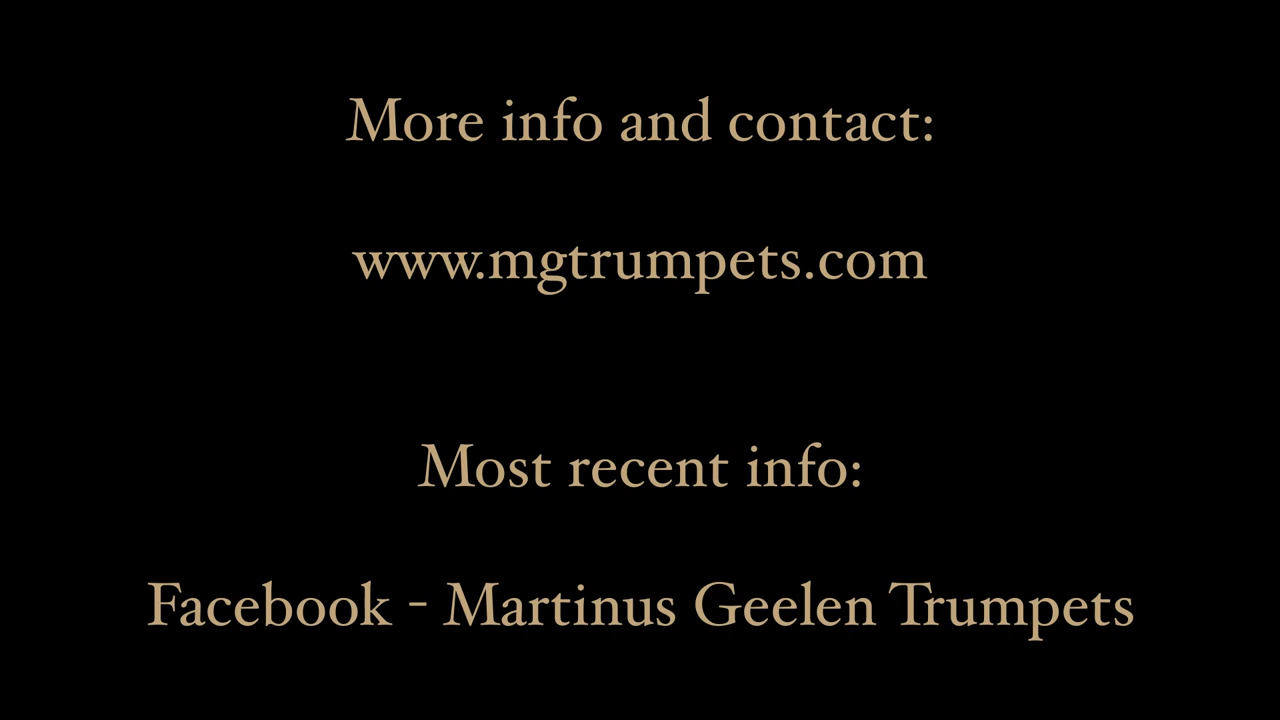 More info and contact:
www.mgtrumpets.com
Most recent info:
Facebook - Martinus Geelen Trumpets